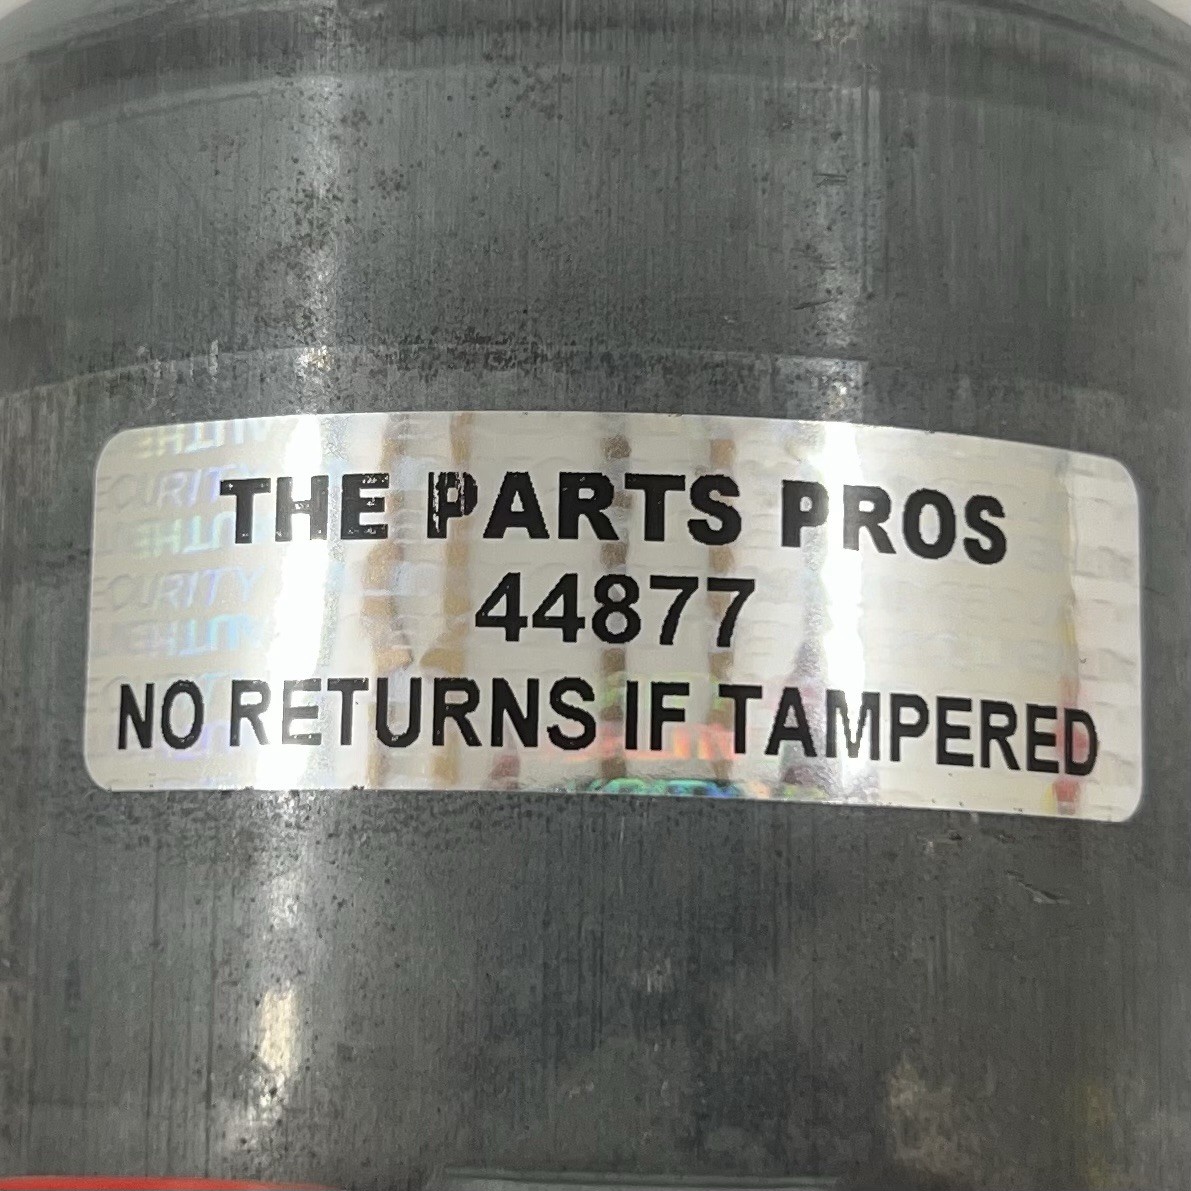 THE PARTS PROS
44877
NO RETURNS IF TAMPERED